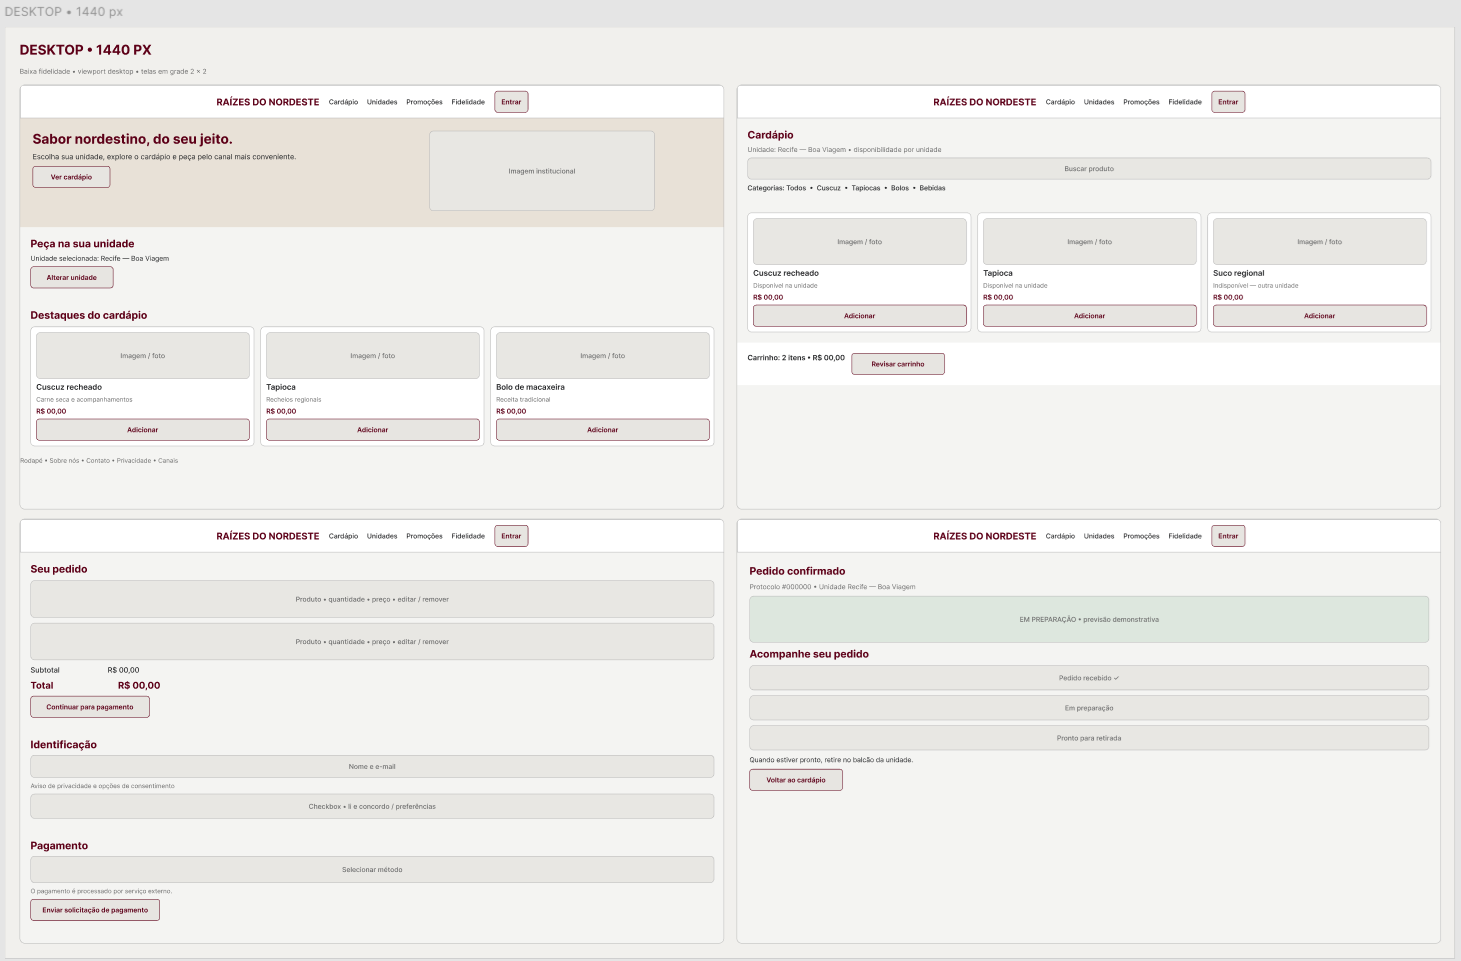 DESKTOP • 1440 px
DESKTOP • 1440 PX
Baixa fidelidade • viewport desktop • telas em grade 2 × 2
RAÍZES DO NORDESTE Cardápio Unidades Promoções Fidelidade Entrar
Sabor nordestino, do seu jeito.
Escolha sua unidade, explore o cardápio e peça pelo canal mais conveniente.
Ver cardápio
Imagem institucional
Peça na sua unidade
Unidade selecionada: Recife — Boa Viagem
Alterar unidade
Destaques do cardápio
Imagem / foto
Cuscuz recheado
Carne seca e acompanhamentos
R$ 00,00
Adicionar
Imagem / foto
Tapioca
Recheios regionais
R$ 00,00
Adicionar
Imagem / foto
Bolo de macaxeira
Receita tradicional
R$ 00,00
Adicionar
Rodapé • Sobre nós • Contato • Privacidade • Canais
RAÍZES DO NORDESTE Cardápio Unidades Promoções Fidelidade Entrar
Cardápio
Unidade: Recife — Boa Viagem • disponibilidade por unidade
Buscar produto
Categorias: Todos • Cuscuz • Tapiocas • Bolos • Bebidas
Imagem / foto
Cuscuz recheado
Disponível na unidade
R$ 00,00
Adicionar
Imagem / foto
Tapioca
Disponível na unidade
R$ 00,00
Adicionar
Imagem / foto
Suco regional
Indisponível — outra unidade
R$ 00,00
Adicionar
Carrinho: 2 itens • R$ 00,00
Revisar carrinho
RAÍZES DO NORDESTE Cardápio Unidades Promoções Fidelidade Entrar
Seu pedido
Produto • quantidade • preço • editar / remover
Produto • quantidade • preço • editar / remover
Subtotal R$ 00,00
Total R$ 00,00
Continuar para pagamento
Identificação
Nome e e-mail
Aviso de privacidade e opções de consentimento
Checkbox • li e concordo / preferências
Pagamento
Selecionar método
O pagamento é processado por serviço externo.
Enviar solicitação de pagamento
RAÍZES DO NORDESTE Cardápio Unidades Promoções Fidelidade Entrar
Pedido confirmado
Protocolo #000000 • Unidade Recife — Boa Viagem
EM PREPARAÇÃO • previsão demonstrativa
Acompanhe seu pedido
Pedido recebido ✓
Em preparação
Pronto para retirada
Quando estiver pronto, retire no balcão da unidade.
Voltar ao cardápio